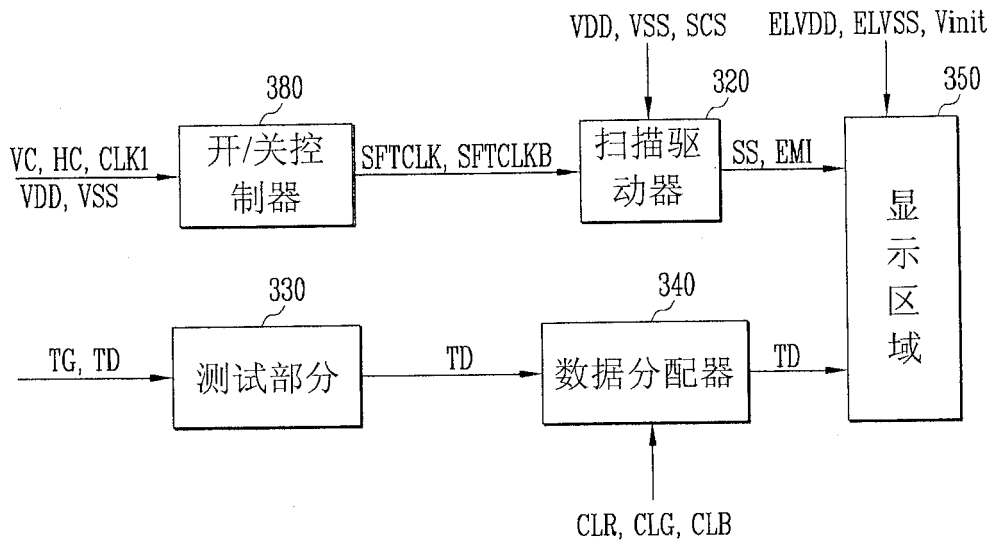 VDD, VSS, SCS
ELVDD, ELVSS, Vinit
380
320
350
VC, HC, CLK1
VDD, VSS
开/关控
制器
SFTCLK, SFTCLKB
扫描驱
动器
SS, EMI
显
示
区
域
330
340
TG, TD
测试部分
TD
数据分配器
TD
CLR, CLG, CLB